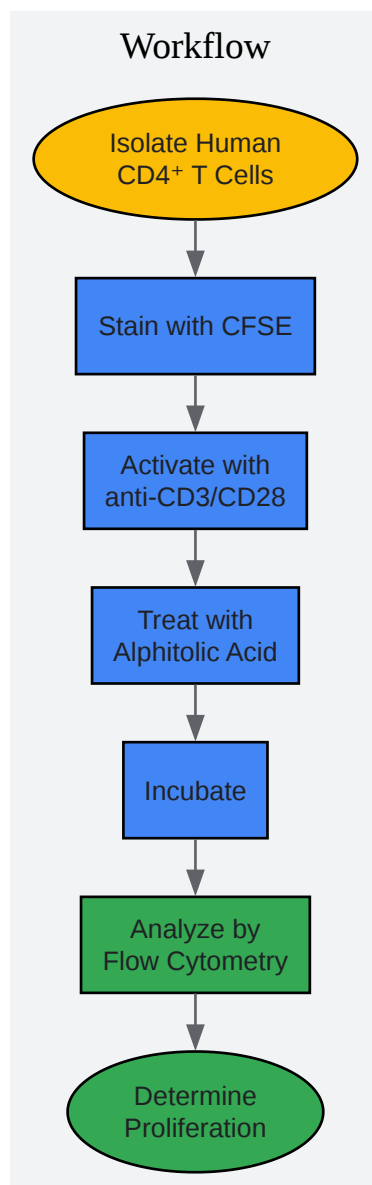 Workflow
Isolate Human
CD4⁺ T Cells
Stain with CFSE
Activate with
anti-CD3/CD28
Treat with
Alphitolic Acid
Incubate
Analyze by
Flow Cytometry
Determine
Proliferation